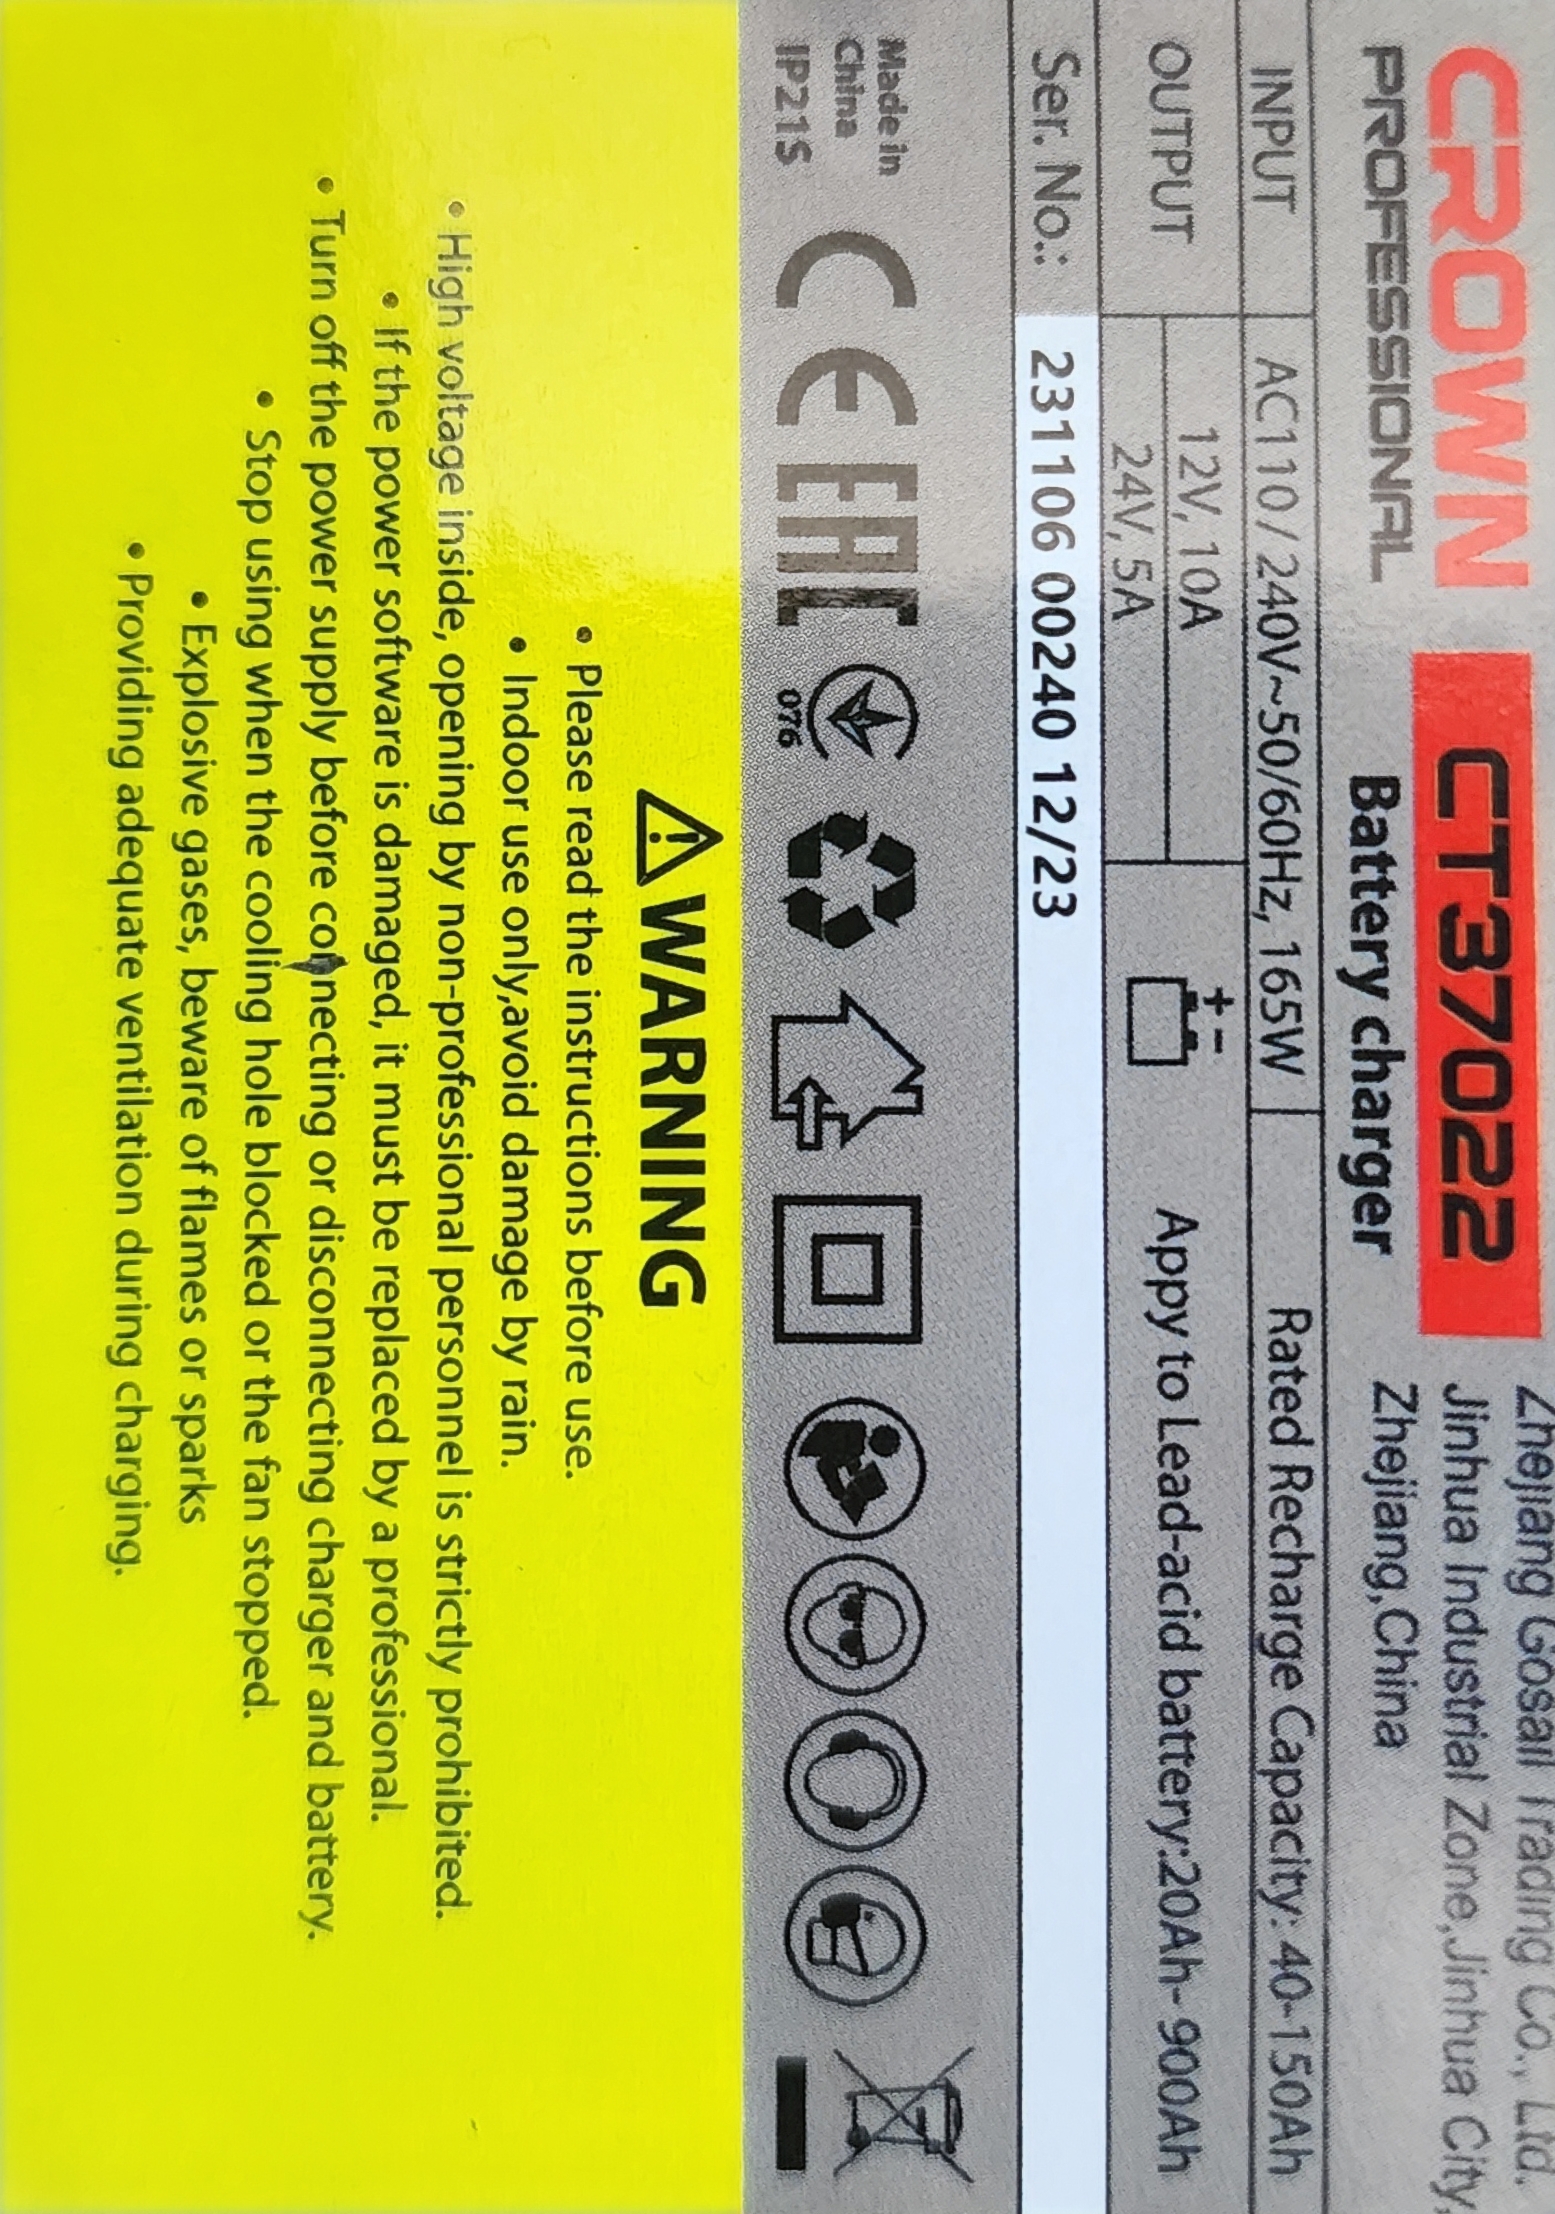 CROWN
PROFESSIONAL
CT37022
Battery charger
Zhejiang Gosail Trading Co., Ltd.
Jinhua Industrial Zone,Jinhua City,
Zhejiang,China
INPUT AC110/240V~50/60Hz, 165W Rated Recharge Capacity: 40-150Ah
OUTPUT
12V, 10A
24V, 5A
+ -
Appy to Lead-acid battery:20Ah- 900Ah
Ser. No.: 231106 00240 12/23
Made in
China
IP21S
CE EAC
076
WARNING
• Please read the instructions before use.
• Indoor use only,avoid damage by rain.
• High voltage inside, opening by non-professional personnel is strictly prohibited.
• If the power software is damaged, it must be replaced by a professional.
• Turn off the power supply before connecting or disconnecting charger and battery.
• Stop using when the cooling hole blocked or the fan stopped.
• Explosive gases, beware of flames or sparks
• Providing adequate ventilation during charging.